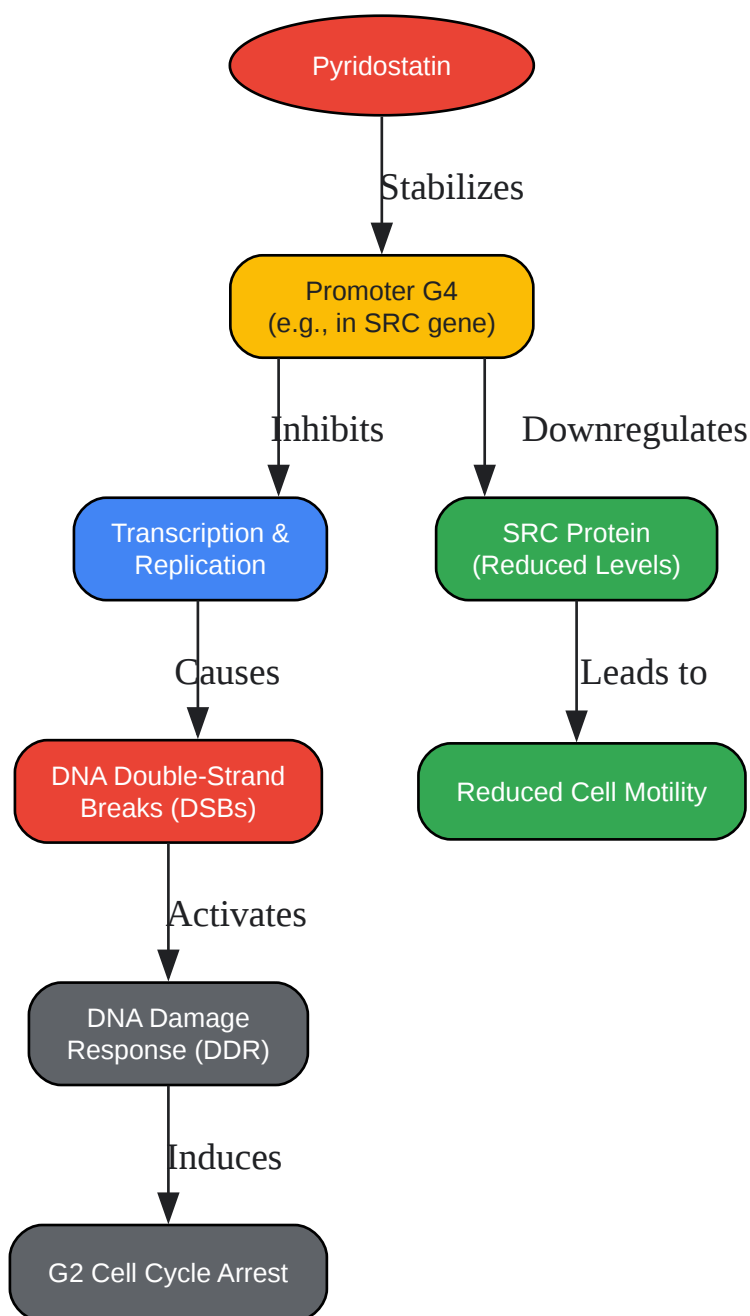 Pyridostatin
Stabilizes
Promoter G4
(e.g., in SRC gene)
Inhibits
Downregulates
Transcription &
Replication
SRC Protein
(Reduced Levels)
Causes
Leads to
DNA Double-Strand
Breaks (DSBs)
Reduced Cell Motility
Activates
DNA Damage
Response (DDR)
Induces
G2 Cell Cycle Arrest